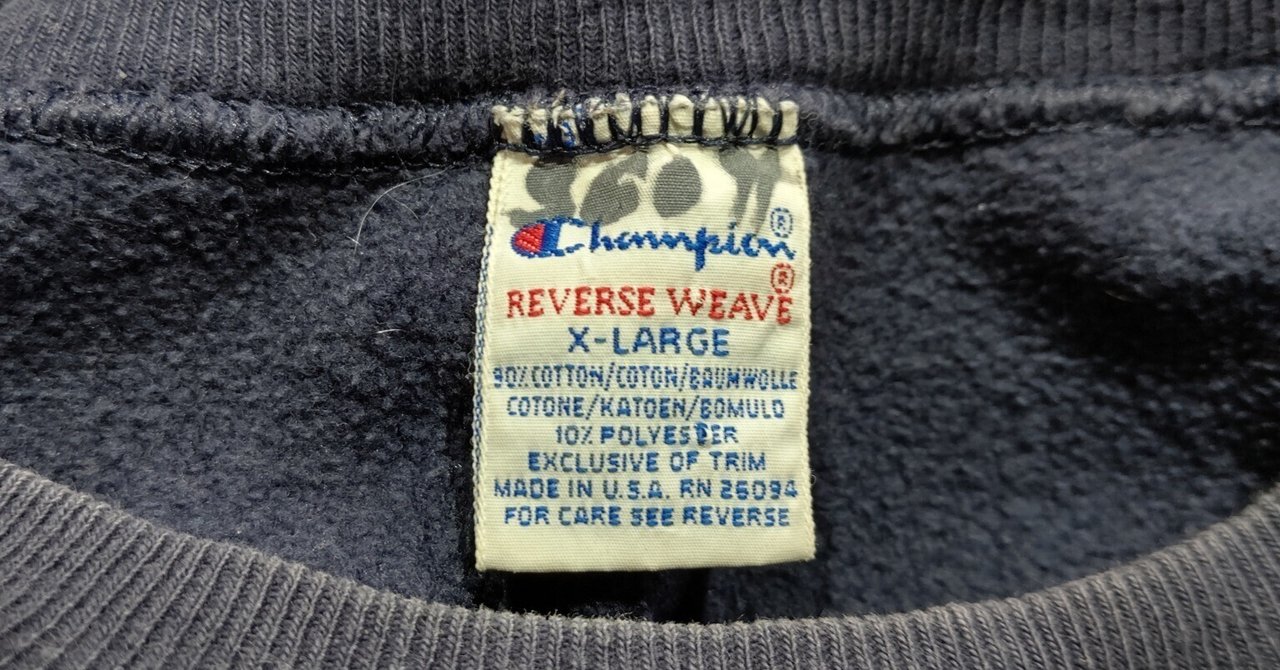 Champion®
REVERSE WEAVE®
X-LARGE
90% COTTON/COTON/BAUMWOLLE
COTONE/KATOEN/BOMULD
10% POLYESTER
EXCLUSIVE OF TRIM
MADE IN U.S.A. RN 26094
FOR CARE SEE REVERSE